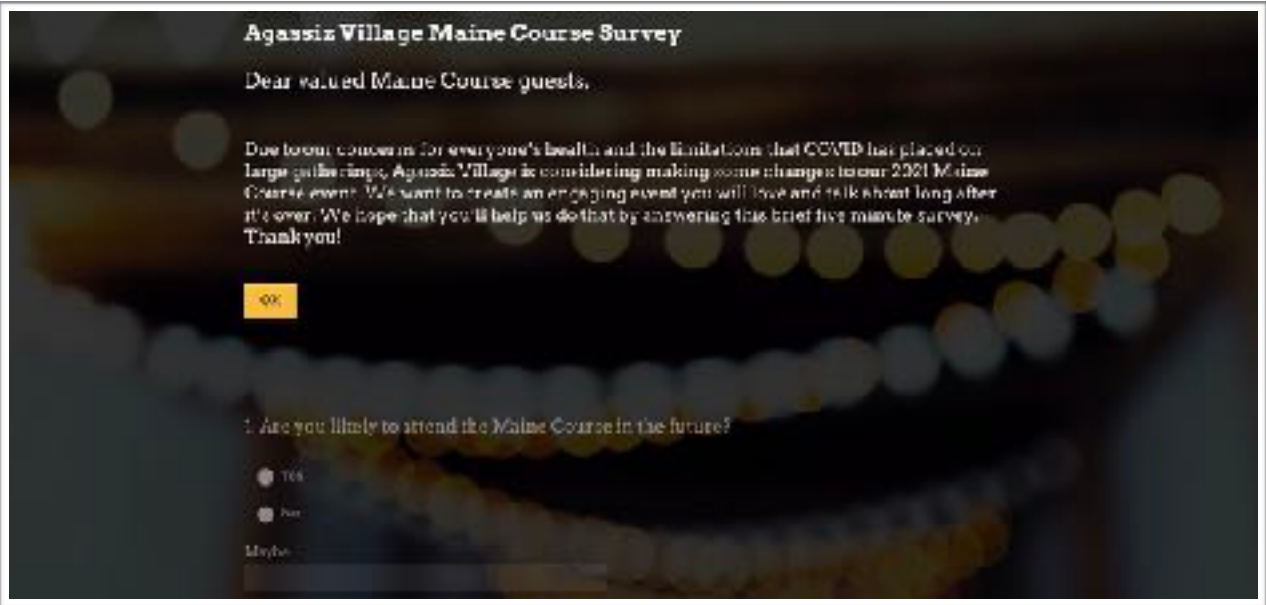 Agassiz Village Maine Course Survey
Dear valued Maine Course guests,
Due to our concerns for everyone's health and the limitations that COVID has placed on
large gatherings, Agassiz Village is considering making some changes to our 2021 Maine
Course event. We want to create an engaging event you will love and talk about long after
it's over. We hope that you'll help us do that by answering this brief five minute survey.
Thank you!
OK
1. Are you likely to attend the Maine Course in the future?
Yes
No
Maybe